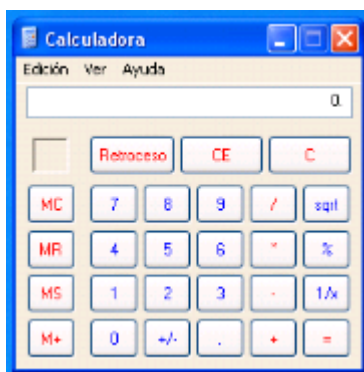 Calculadora
Edición Ver Ayuda
0.
Retroceso CE C
MC 7 8 9 / sqrt
MR 4 5 6 * %
MS 1 2 3 - 1/x
M+ 0 +/- . + =